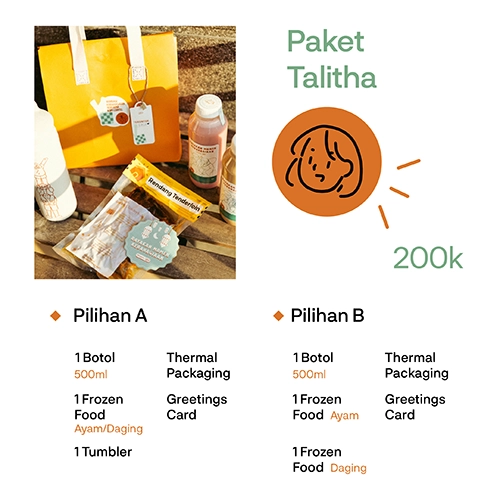 Paket
Talitha
Rendang Tenderloin
200k
Pilihan A
1 Botol
500ml
1 Frozen
Food
Ayam/Daging
1 Tumbler
Thermal
Packaging
Greetings
Card
Pilihan B
1 Botol
500ml
1 Frozen
Food Ayam
1 Frozen
Food Daging
Thermal
Packaging
Greetings
Card